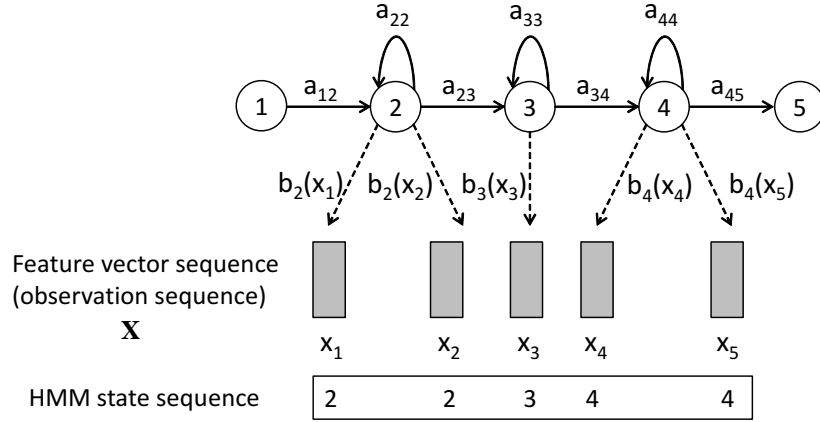 a₂₂ a₃₃ a₄₄
1 a₁₂ 2 a₂₃ 3 a₃₄ 4 a₄₅ 5
b₂(x₁) b₂(x₂) b₃(x₃) b₄(x₄) b₄(x₅)
Feature vector sequence
(observation sequence)
X
x₁ x₂ x₃ x₄ x₅
HMM state sequence 2 2 3 4 4